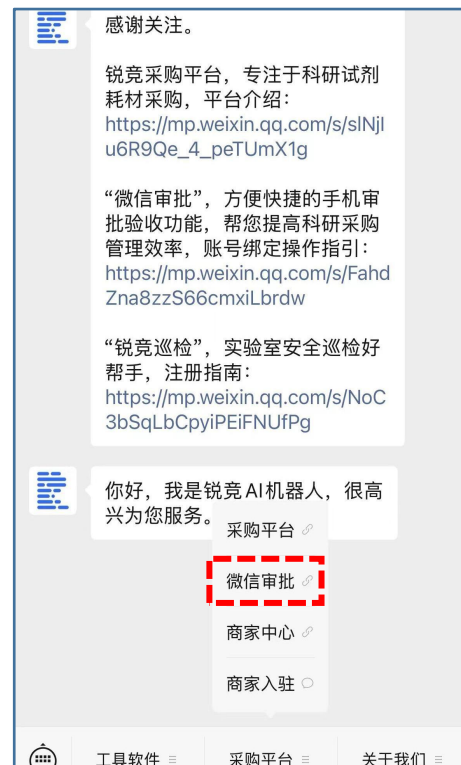 感谢关注。
锐竞采购平台，专注于科研试剂
耗材采购，平台介绍：
https://mp.weixin.qq.com/s/slNjl
u6R9Qe_4_peTUmX1g
“微信审批”，方便快捷的手机审
批验收功能，帮您提高科研采购
管理效率，账号绑定操作指引：
https://mp.weixin.qq.com/s/Fahd
Zna8zzS66cmxiLbrdw
“锐竞巡检”，实验室安全巡检好
帮手，注册指南：
https://mp.weixin.qq.com/s/NoC
3bSqLbCpyiPEiFNUfPg
你好，我是锐竞AI机器人，很高
兴为您服务。
采购平台
微信审批
商家中心
商家入驻
工具软件
采购平台
关于我们